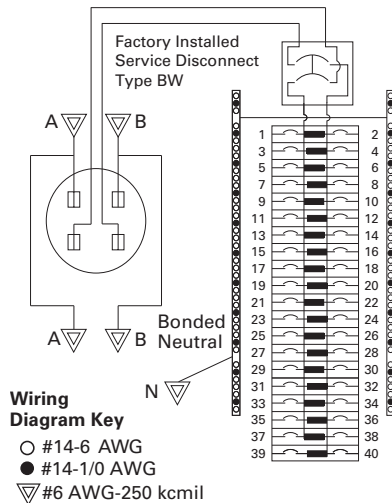 Factory Installed
Service Disconnect
Type BW
A B
1 2
3 4
5 6
7 8
9 10
11 12
13 14
15 16
17 18
19 20
21 22
23 24
25 26
27 28
29 30
31 32
33 34
35 36
37 38
39 40
A B
Bonded
Neutral
N
Wiring
Diagram Key
#14-6 AWG
#14-1/0 AWG
#6 AWG-250 kcmil